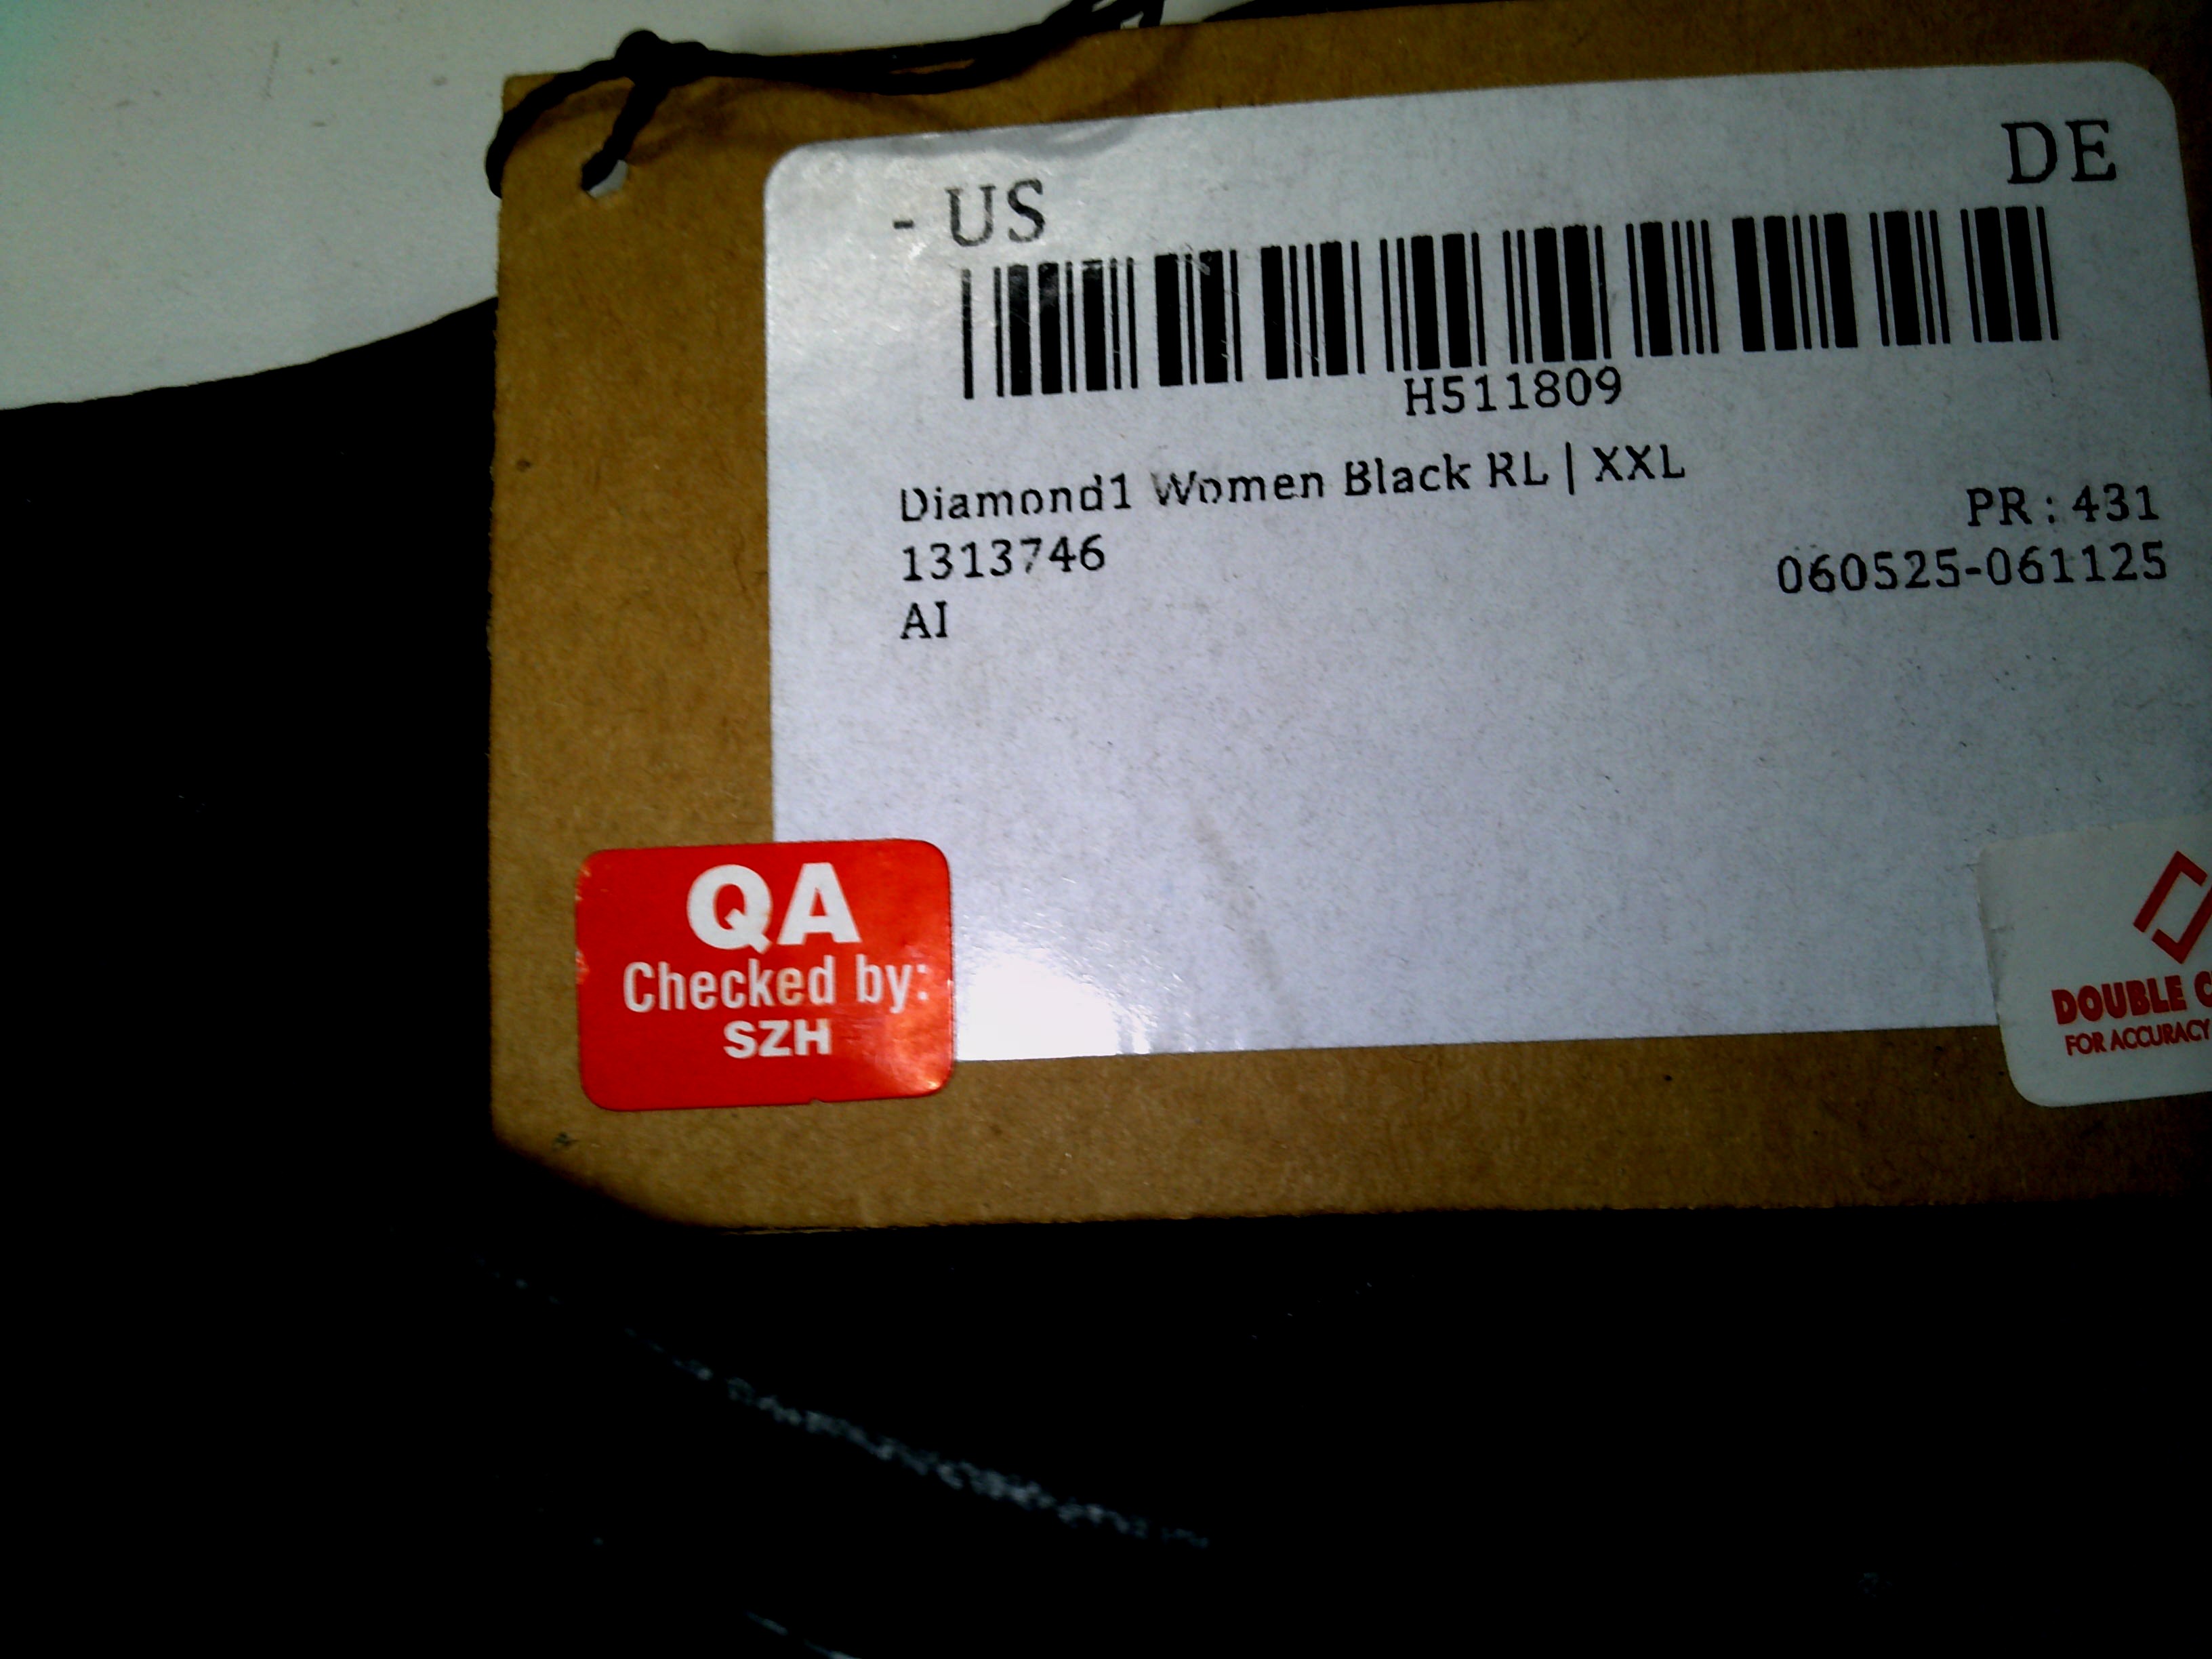 - US
DE
H511809
Diamond1 Women Black RL | XXL
PR : 431
1313746
060525-061125
AI
QA
Checked by:
SZH
DOUBLE
FOR ACCURACY